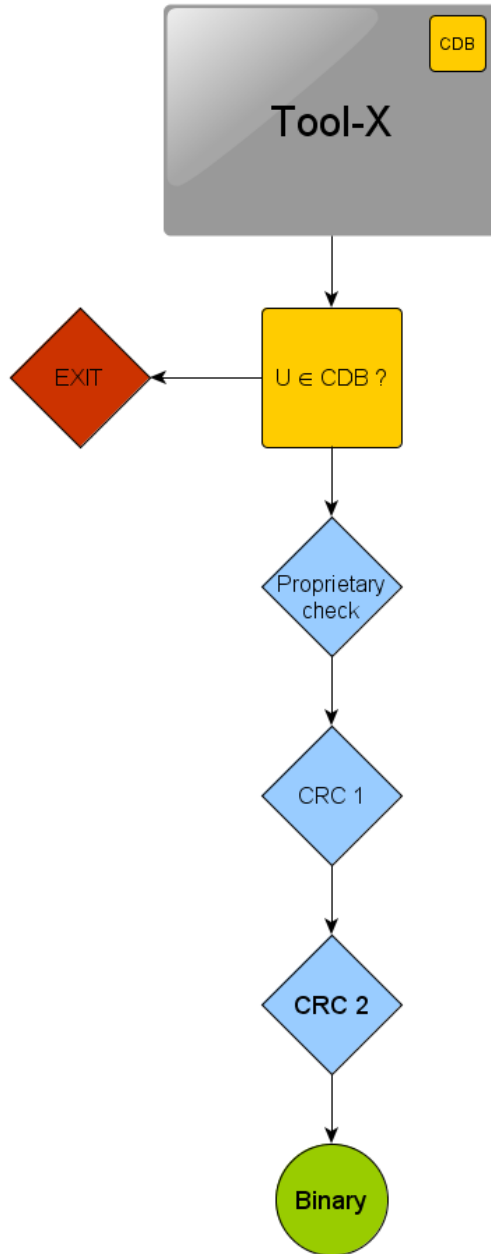 CDB
Tool-X
EXIT
U ∈ CDB ?
Proprietary
check
CRC 1
CRC 2
Binary